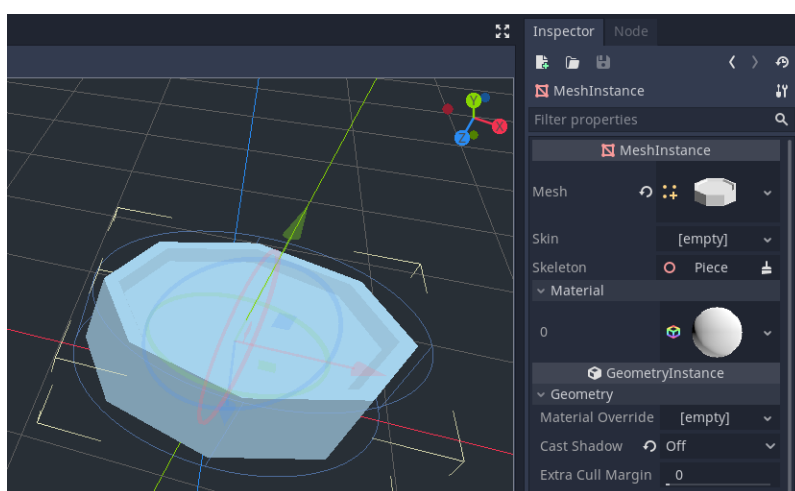 Inspector Node
MeshInstance
Filter properties
MeshInstance
Mesh
Skin [empty]
Skeleton Piece
Material
0
GeometryInstance
Geometry
Material Override [empty]
Cast Shadow Off
Extra Cull Margin 0
Y
X
Z